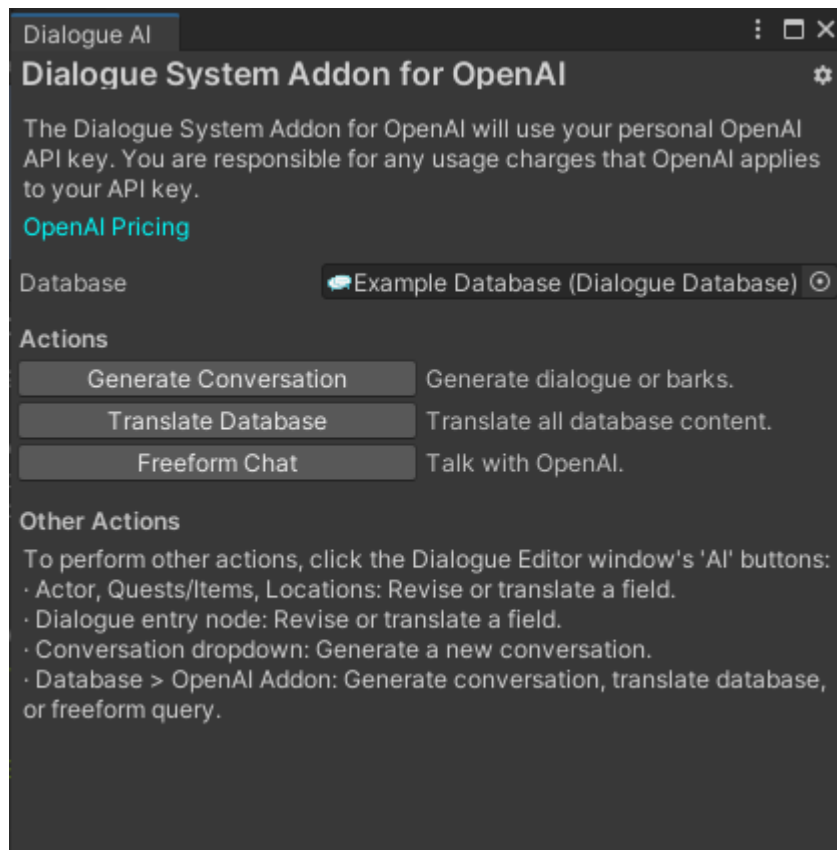 Dialogue AI
Dialogue System Addon for OpenAI
The Dialogue System Addon for OpenAI will use your personal OpenAI
API key. You are responsible for any usage charges that OpenAI applies
to your API key.
OpenAI Pricing
Database Example Database (Dialogue Database)
Actions
Generate Conversation Generate dialogue or barks.
Translate Database Translate all database content.
Freeform Chat Talk with OpenAI.
Other Actions
To perform other actions, click the Dialogue Editor window's 'AI' buttons:
· Actor, Quests/Items, Locations: Revise or translate a field.
· Dialogue entry node: Revise or translate a field.
· Conversation dropdown: Generate a new conversation.
· Database > OpenAI Addon: Generate conversation, translate database,
or freeform query.